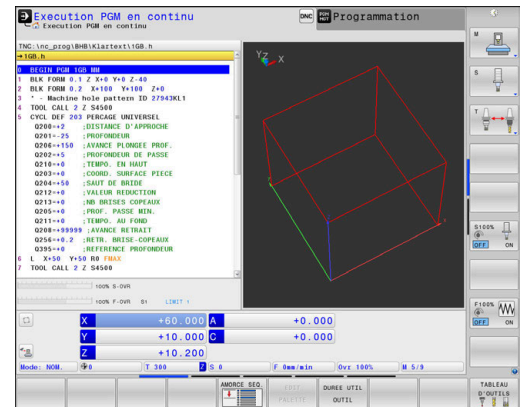 Execution PGM en continu
Execution PGM en continu
DNC
Programmation
TNC:\nc_prog\BHB\Klartext\1GB.h
→1GB.h
0 BEGIN PGM 1GB MM
1 BLK FORM 0.1 Z X+0 Y+0 Z-40
2 BLK FORM 0.2 X+100 Y+100 Z+0
3 * - Machine hole pattern ID 27943KL1
4 TOOL CALL 2 Z S4500
5 CYCL DEF 203 PERCAGE UNIVERSEL
Q200=+2 ;DISTANCE D'APPROCHE
Q201=-25 ;PROFONDEUR
Q206=+150 ;AVANCE PLONGEE PROF.
Q202=+5 ;PROFONDEUR DE PASSE
Q210=+0 ;TEMPO. EN HAUT
Q203=+0 ;COORD. SURFACE PIECE
Q204=+50 ;SAUT DE BRIDE
Q212=+0 ;VALEUR REDUCTION
Q213=+0 ;NB BRISES COPEAUX
Q205=+0 ;PROF. PASSE MIN.
Q211=+0 ;TEMPO. AU FOND
Q208=+99999 ;AVANCE RETRAIT
Q256=+0.2 ;RETR. BRISE-COPEAUX
Q395=+0 ;REFERENCE PROFONDEUR
6 L X+50 Y+50 R0 FMAX
7 TOOL CALL 2 Z S4500
Y Z X
M
S
T
S100%
OFF ON
F100%
OFF ON
100% S-OVR
100% F-OVR S1 LIMIT 1
X +60.000 A +0.000
Y +10.000 C +0.000
Z +10.200
Mode: NOM. 0 T 300 Z S 0 F 0mm/min Ovr 100% M 5/9
AMORCE SEQ.
DUREE UTIL
OUTIL
TABLEAU
D'OUTILS